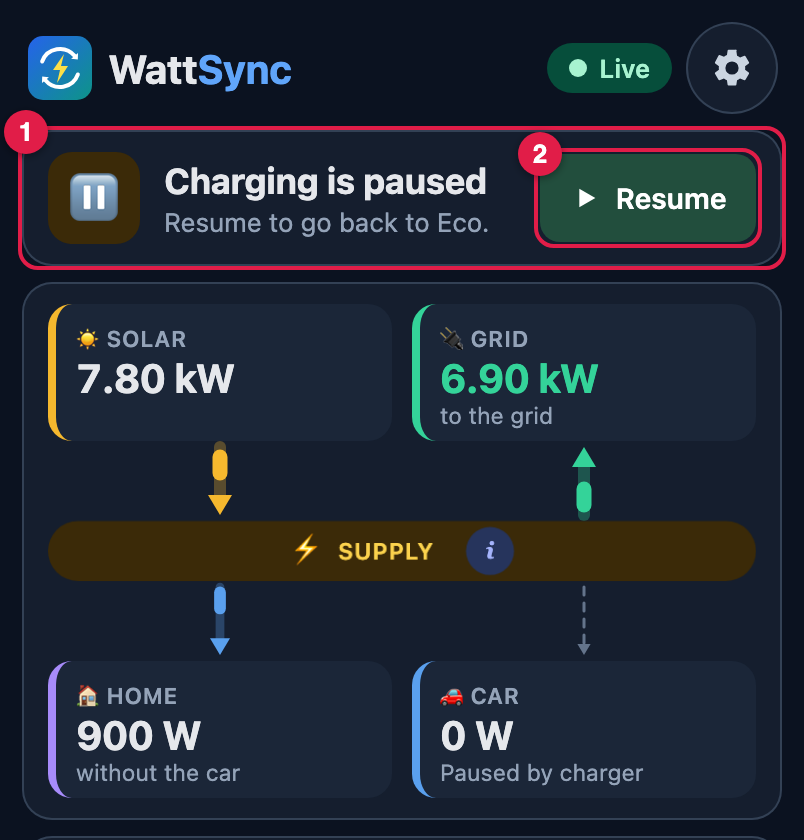 WattSync
Live
1
Charging is paused
Resume to go back to Eco.
2
Resume
SOLAR
7.80 kW
GRID
6.90 kW
to the grid
SUPPLY
i
HOME
900 W
without the car
CAR
0 W
Paused by charger